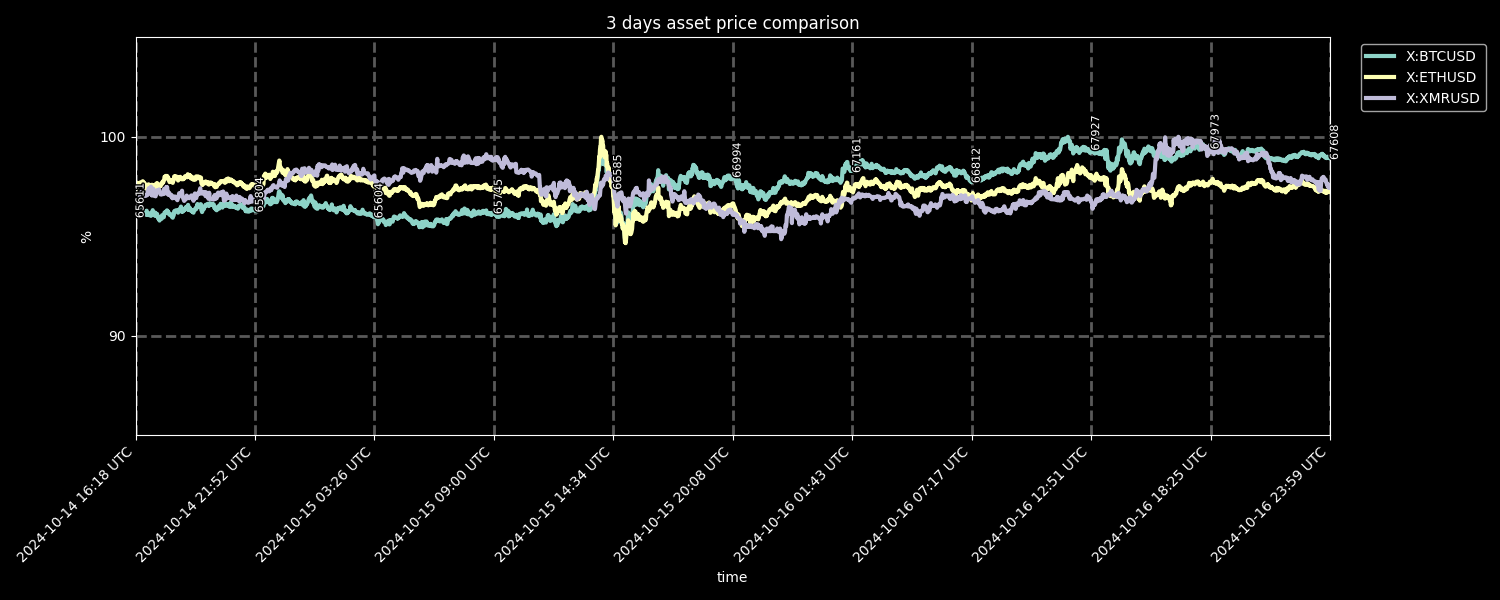 3 days asset price comparison
X:BTCUSD
X:ETHUSD
X:XMRUSD
100
90
%
65804
65604
65745
66585
66994
67161
66812
67927
67973
67608
2024-10-14 16:18 UTC
2024-10-14 21:52 UTC
2024-10-15 03:26 UTC
2024-10-15 09:00 UTC
2024-10-15 14:34 UTC
2024-10-15 20:08 UTC
2024-10-16 01:43 UTC
2024-10-16 07:17 UTC
2024-10-16 12:51 UTC
2024-10-16 18:25 UTC
2024-10-16 23:59 UTC
time